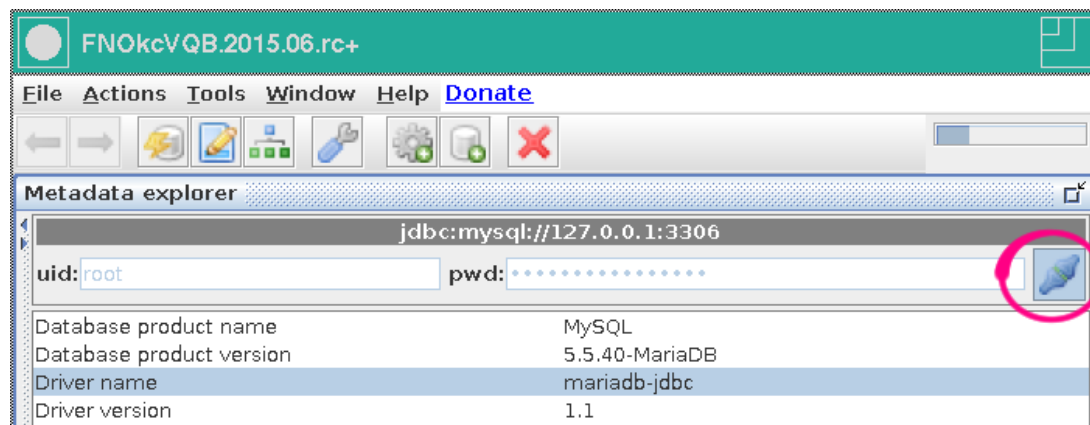 FNOkcVQB.2015.06.rc+
File Actions Tools Window Help Donate
Metadata explorer
jdbc:mysql://127.0.0.1:3306
uid: root pwd: ••••••••••••••••
Database product name MySQL
Database product version 5.5.40-MariaDB
Driver name mariadb-jdbc
Driver version 1.1